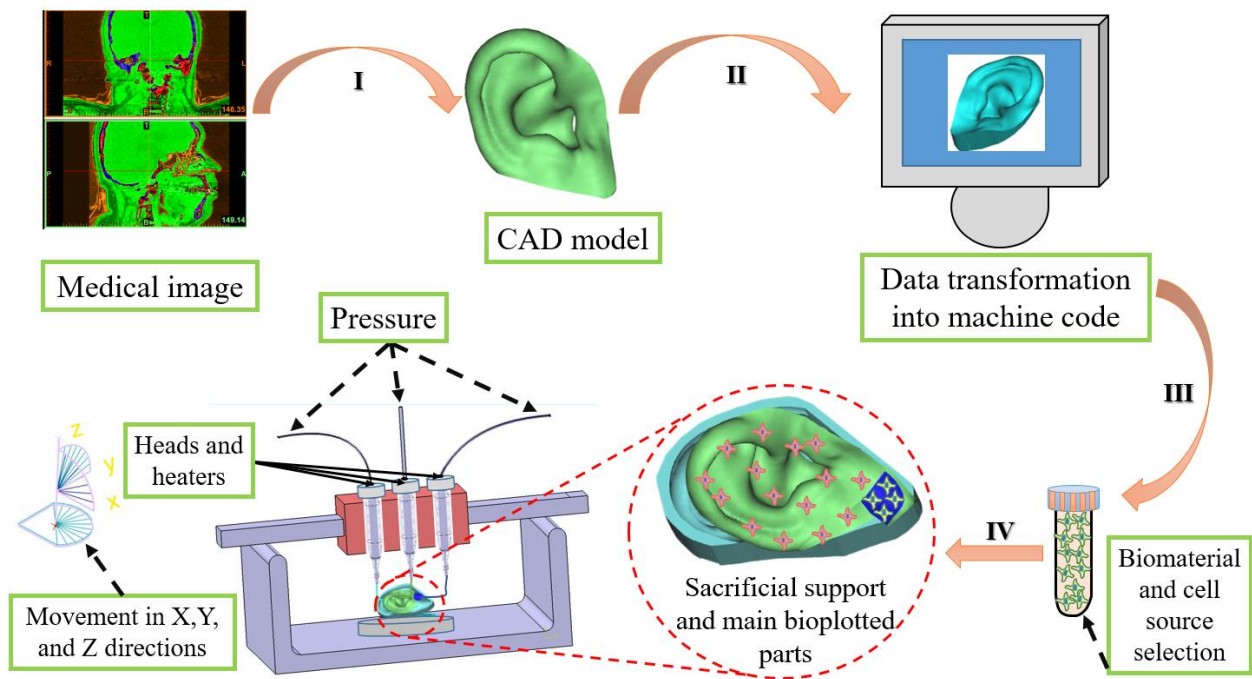 T
R
L
B
146.35
T
P
A
B
149.14
Medical image
I
CAD model
II
Data transformation
into machine code
III
Biomaterial
and cell
source
selection
IV
Sacrificial support
and main bioplotted
parts
Pressure
Heads and
heaters
z
y
x
Movement in X,Y,
and Z directions